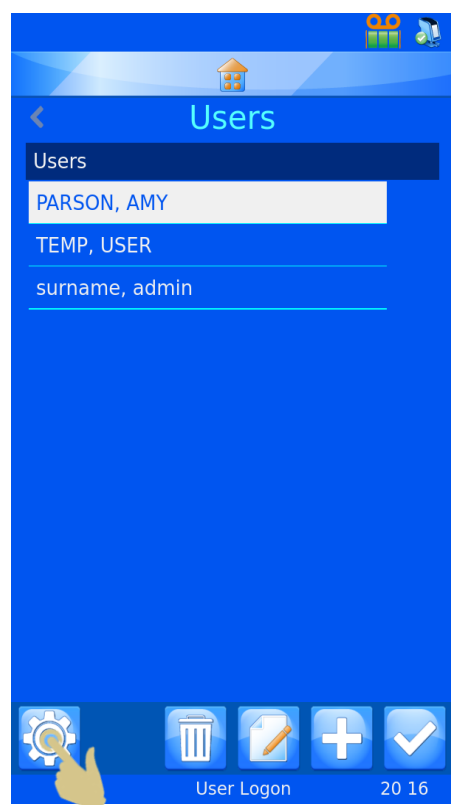 Users
Users
PARSON, AMY
TEMP, USER
surname, admin
User Logon
20 16